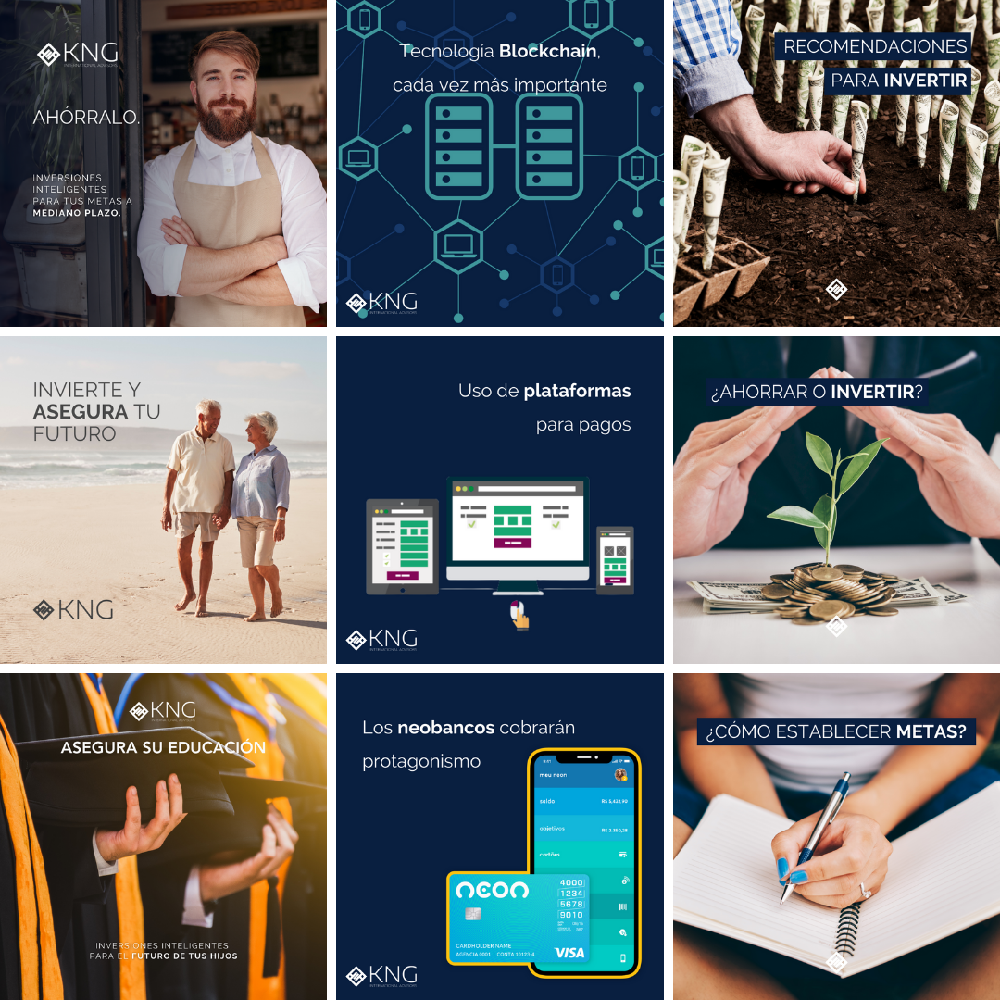 KNG
INTERNATIONAL ADVISORS
AHÓRRALO.
INVERSIONES
INTELIGENTES
PARA TUS METAS A
MEDIANO PLAZO.
Tecnología Blockchain,
cada vez más importante
KNG
INTERNATIONAL ADVISORS
RECOMENDACIONES
PARA INVERTIR
INVIERTE Y
ASEGURA TU
FUTURO
KNG
Uso de plataformas
para pagos
KNG
INTERNATIONAL ADVISORS
¿AHORRAR O INVERTIR?
KNG
INTERNATIONAL ADVISORS
ASEGURA SU EDUCACIÓN
INVERSIONES INTELIGENTES
PARA EL FUTURO DE TUS HIJOS
Los neobancos cobrarán
protagonismo
meu neon
saldo R$ 5.432,90
objetivos R$ 2.350,28
cartões
neon
4000
1234
5678
9010
CARDHOLDER NAME
AGENCIA 0001 | CONTA 10123-4
VISA
KNG
INTERNATIONAL ADVISORS
¿CÓMO ESTABLECER METAS?